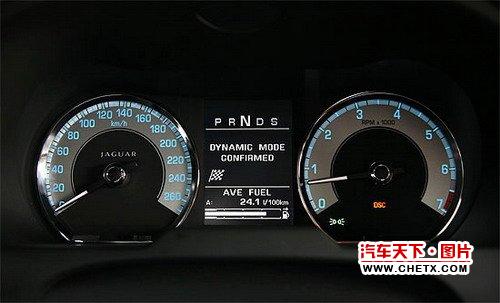 0
20
40
60
80
100
120
140
160
180
200
220
240
260
km/h
JAGUAR
P R N D S
DYNAMIC MODE
CONFIRMED
AVE FUEL
A: 24.1 l/100km
0
1
2
3
4
5
6
7
RPM x 1000
DSC
汽车天下·图片
WWW.CHETX.COM